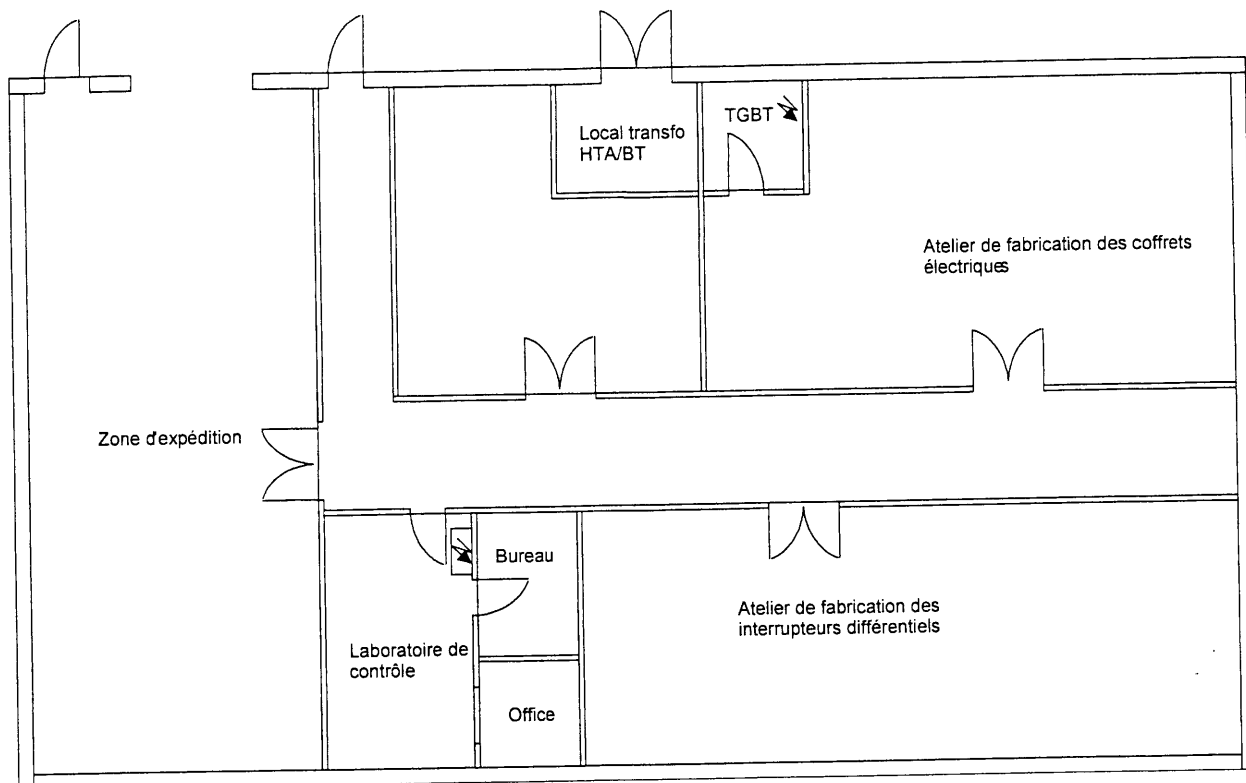 Local transfo
HTA/BT
TGBT
Atelier de fabrication des coffrets
électriques
Zone d'expédition
Bureau
Atelier de fabrication des
interrupteurs différentiels
Laboratoire de
contrôle
Office